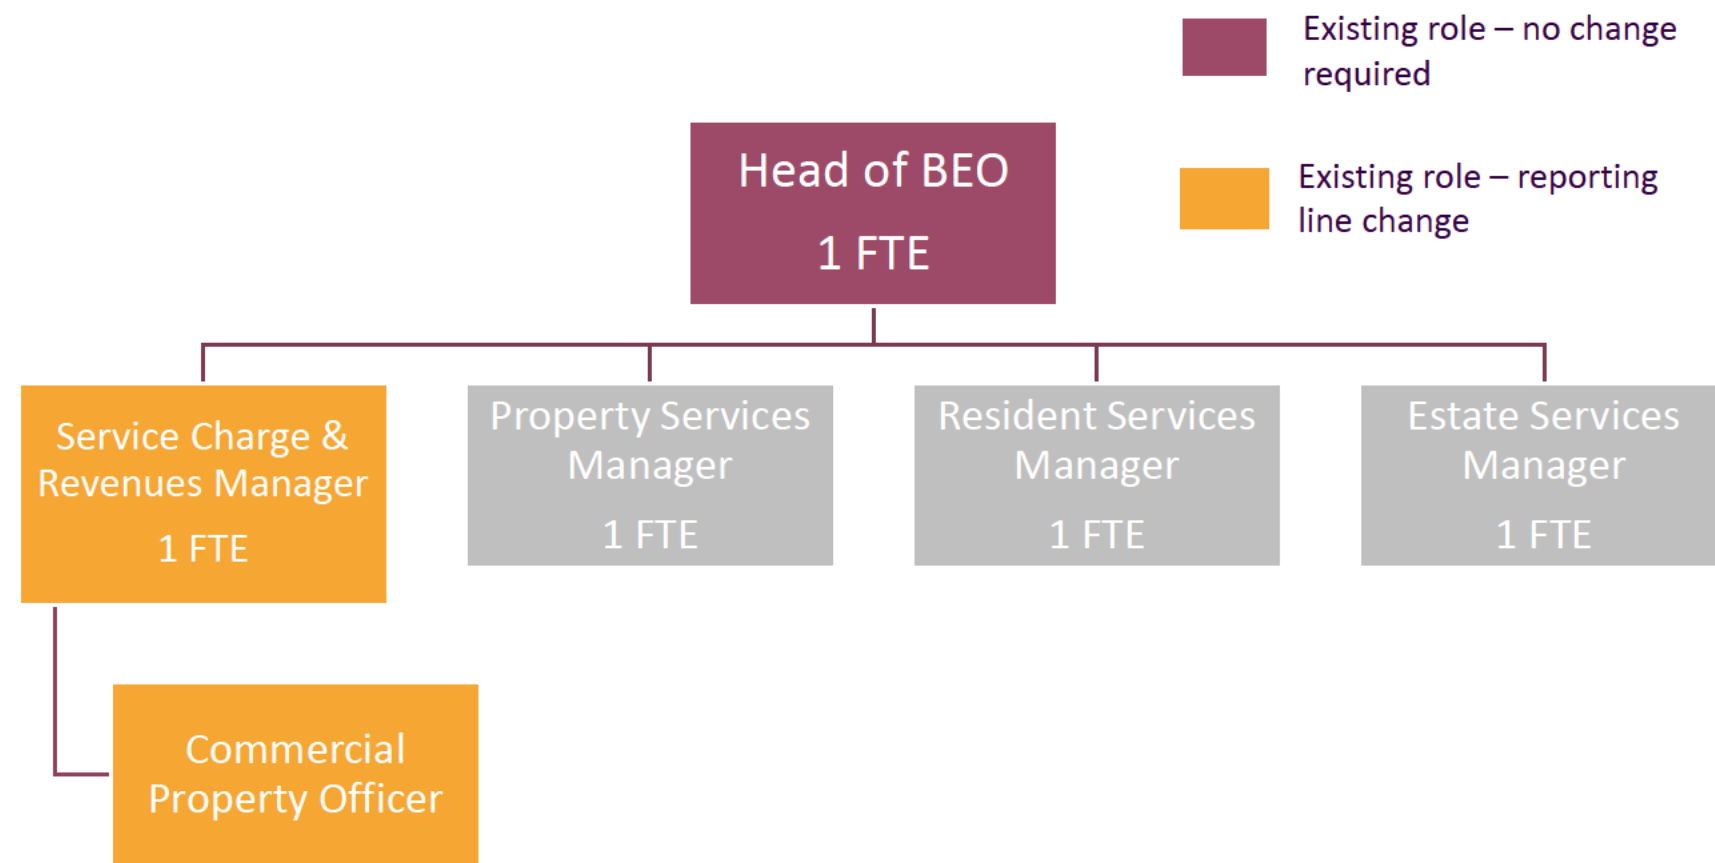 Existing role – no change
required
Existing role – reporting
line change
Head of BEO
1 FTE
Service Charge &
Revenues Manager
1 FTE
Property Services
Manager
1 FTE
Resident Services
Manager
1 FTE
Estate Services
Manager
1 FTE
Commercial
Property Officer